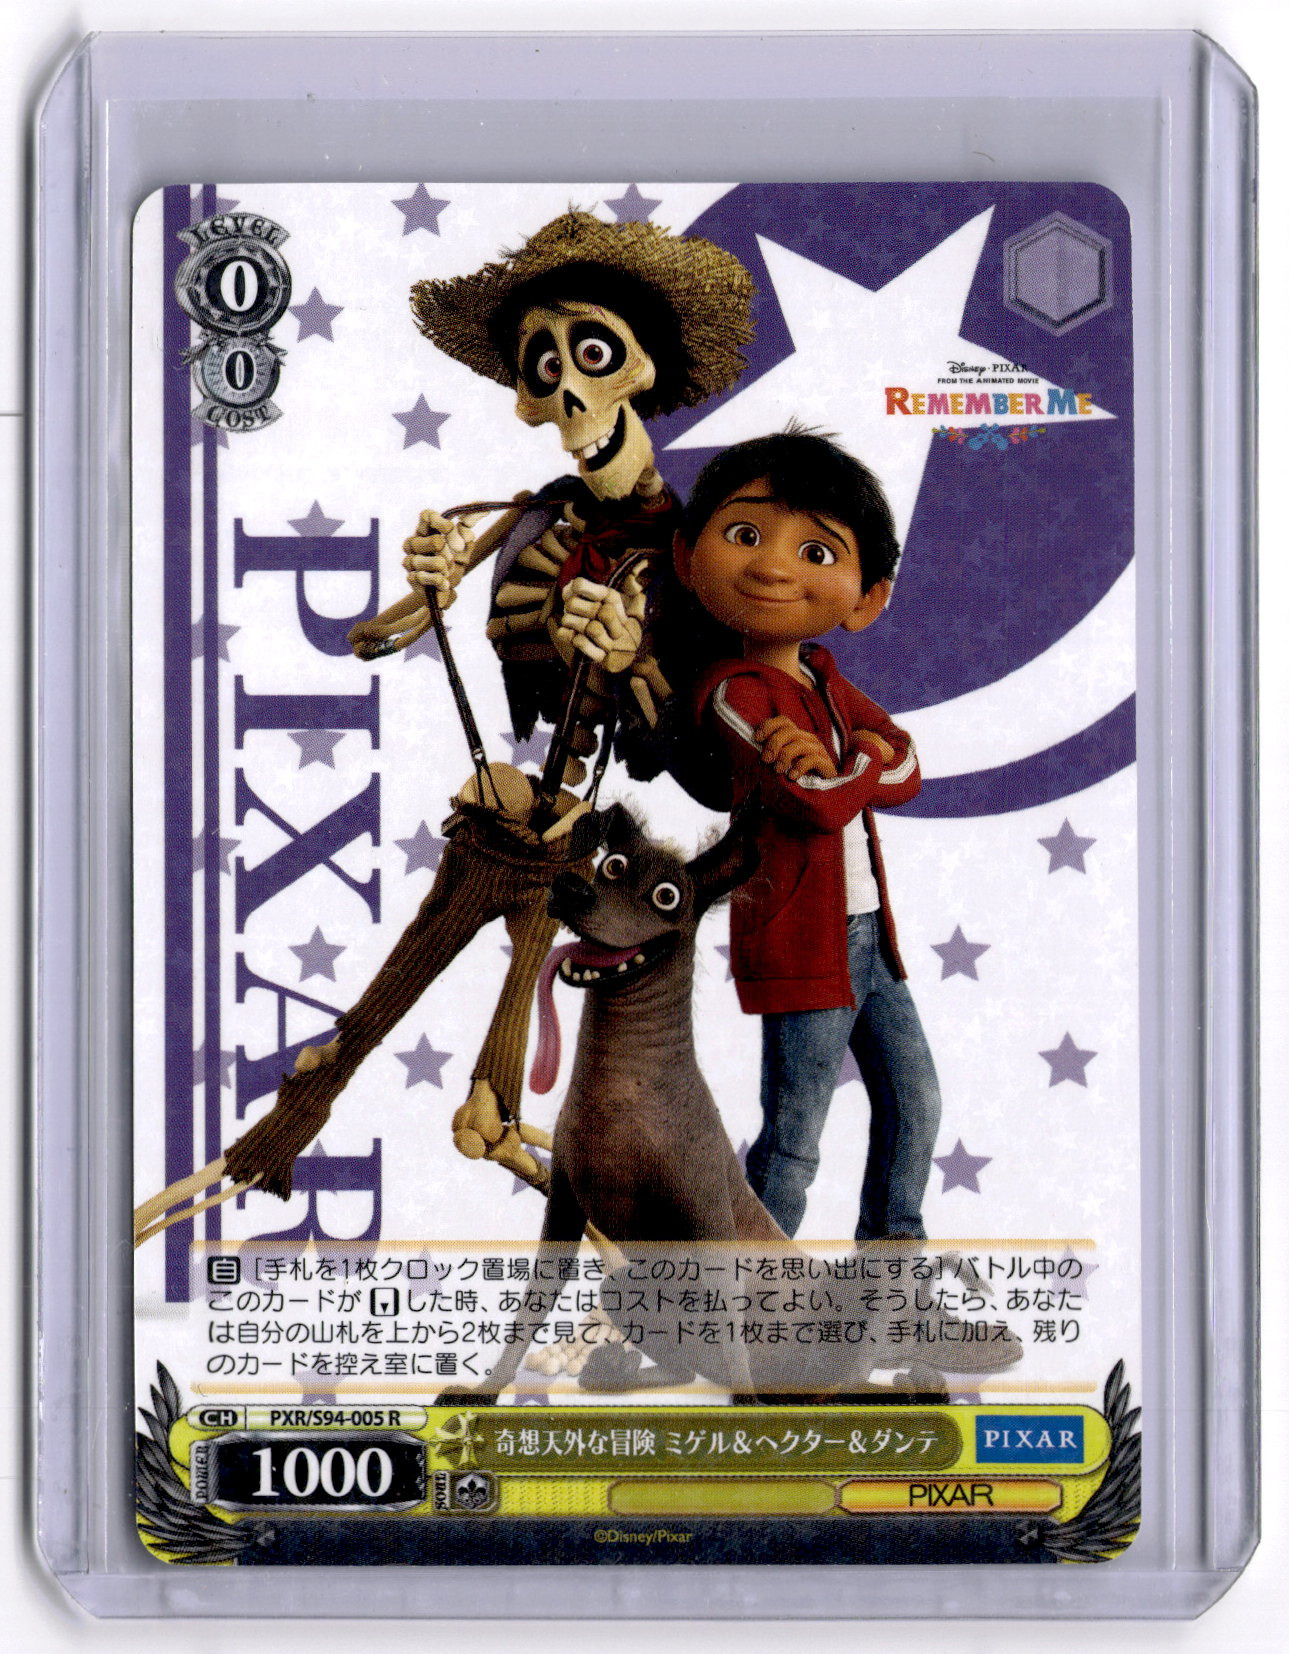 LEVEL
0
0
COST
Disney・PIXAR
FROM THE ANIMATED MOVIE
REMEMBER ME
PIXAR
自 [手札を1枚クロック置場に置き、このカードを思い出にする] バトル中の
このカードが した時、あなたはコストを払ってよい。そうしたら、あなた
は自分の山札を上から2枚まで見て、カードを1枚まで選び、手札に加え、残り
のカードを控え室に置く。
CH PXR/S94-005 R
POWER 1000
奇想天外な冒険 ミゲル&ヘクター&ダンテ
PIXAR
SOUL
PIXAR
©Disney/Pixar